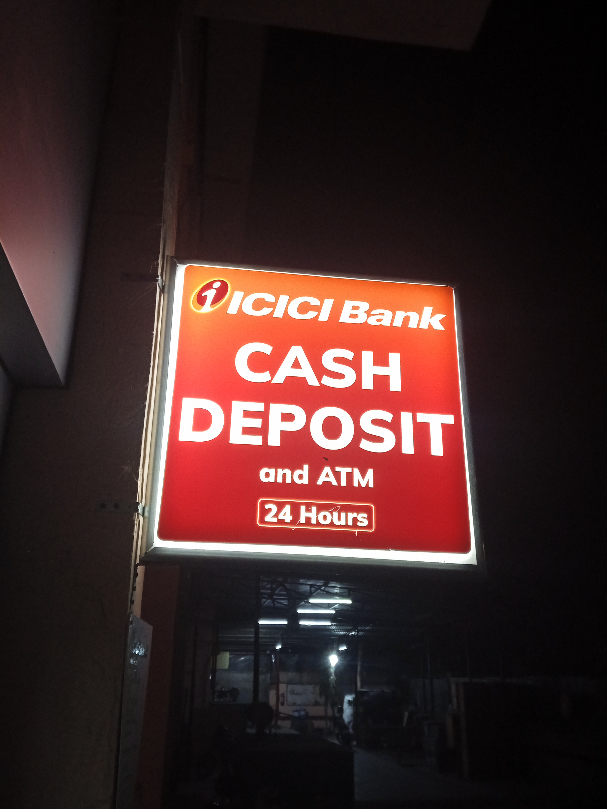 ICICI Bank
CASH
DEPOSIT
and ATM
24 Hours